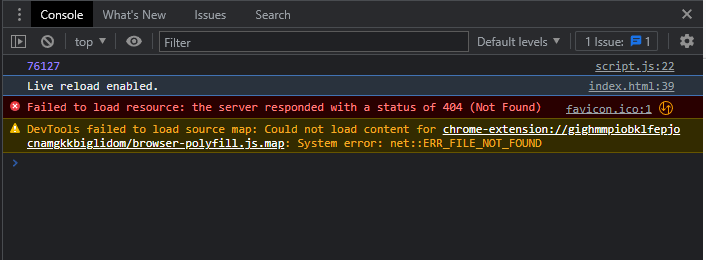 Console What's New Issues Search
top Filter Default levels 1 Issue: 1
76127 script.js:22
Live reload enabled. index.html:39
Failed to load resource: the server responded with a status of 404 (Not Found) favicon.ico:1
DevTools failed to load source map: Could not load content for chrome-extension://gighmmpiobklfepjo
cnamgkkbiglidom/browser-polyfill.js.map: System error: net::ERR_FILE_NOT_FOUND